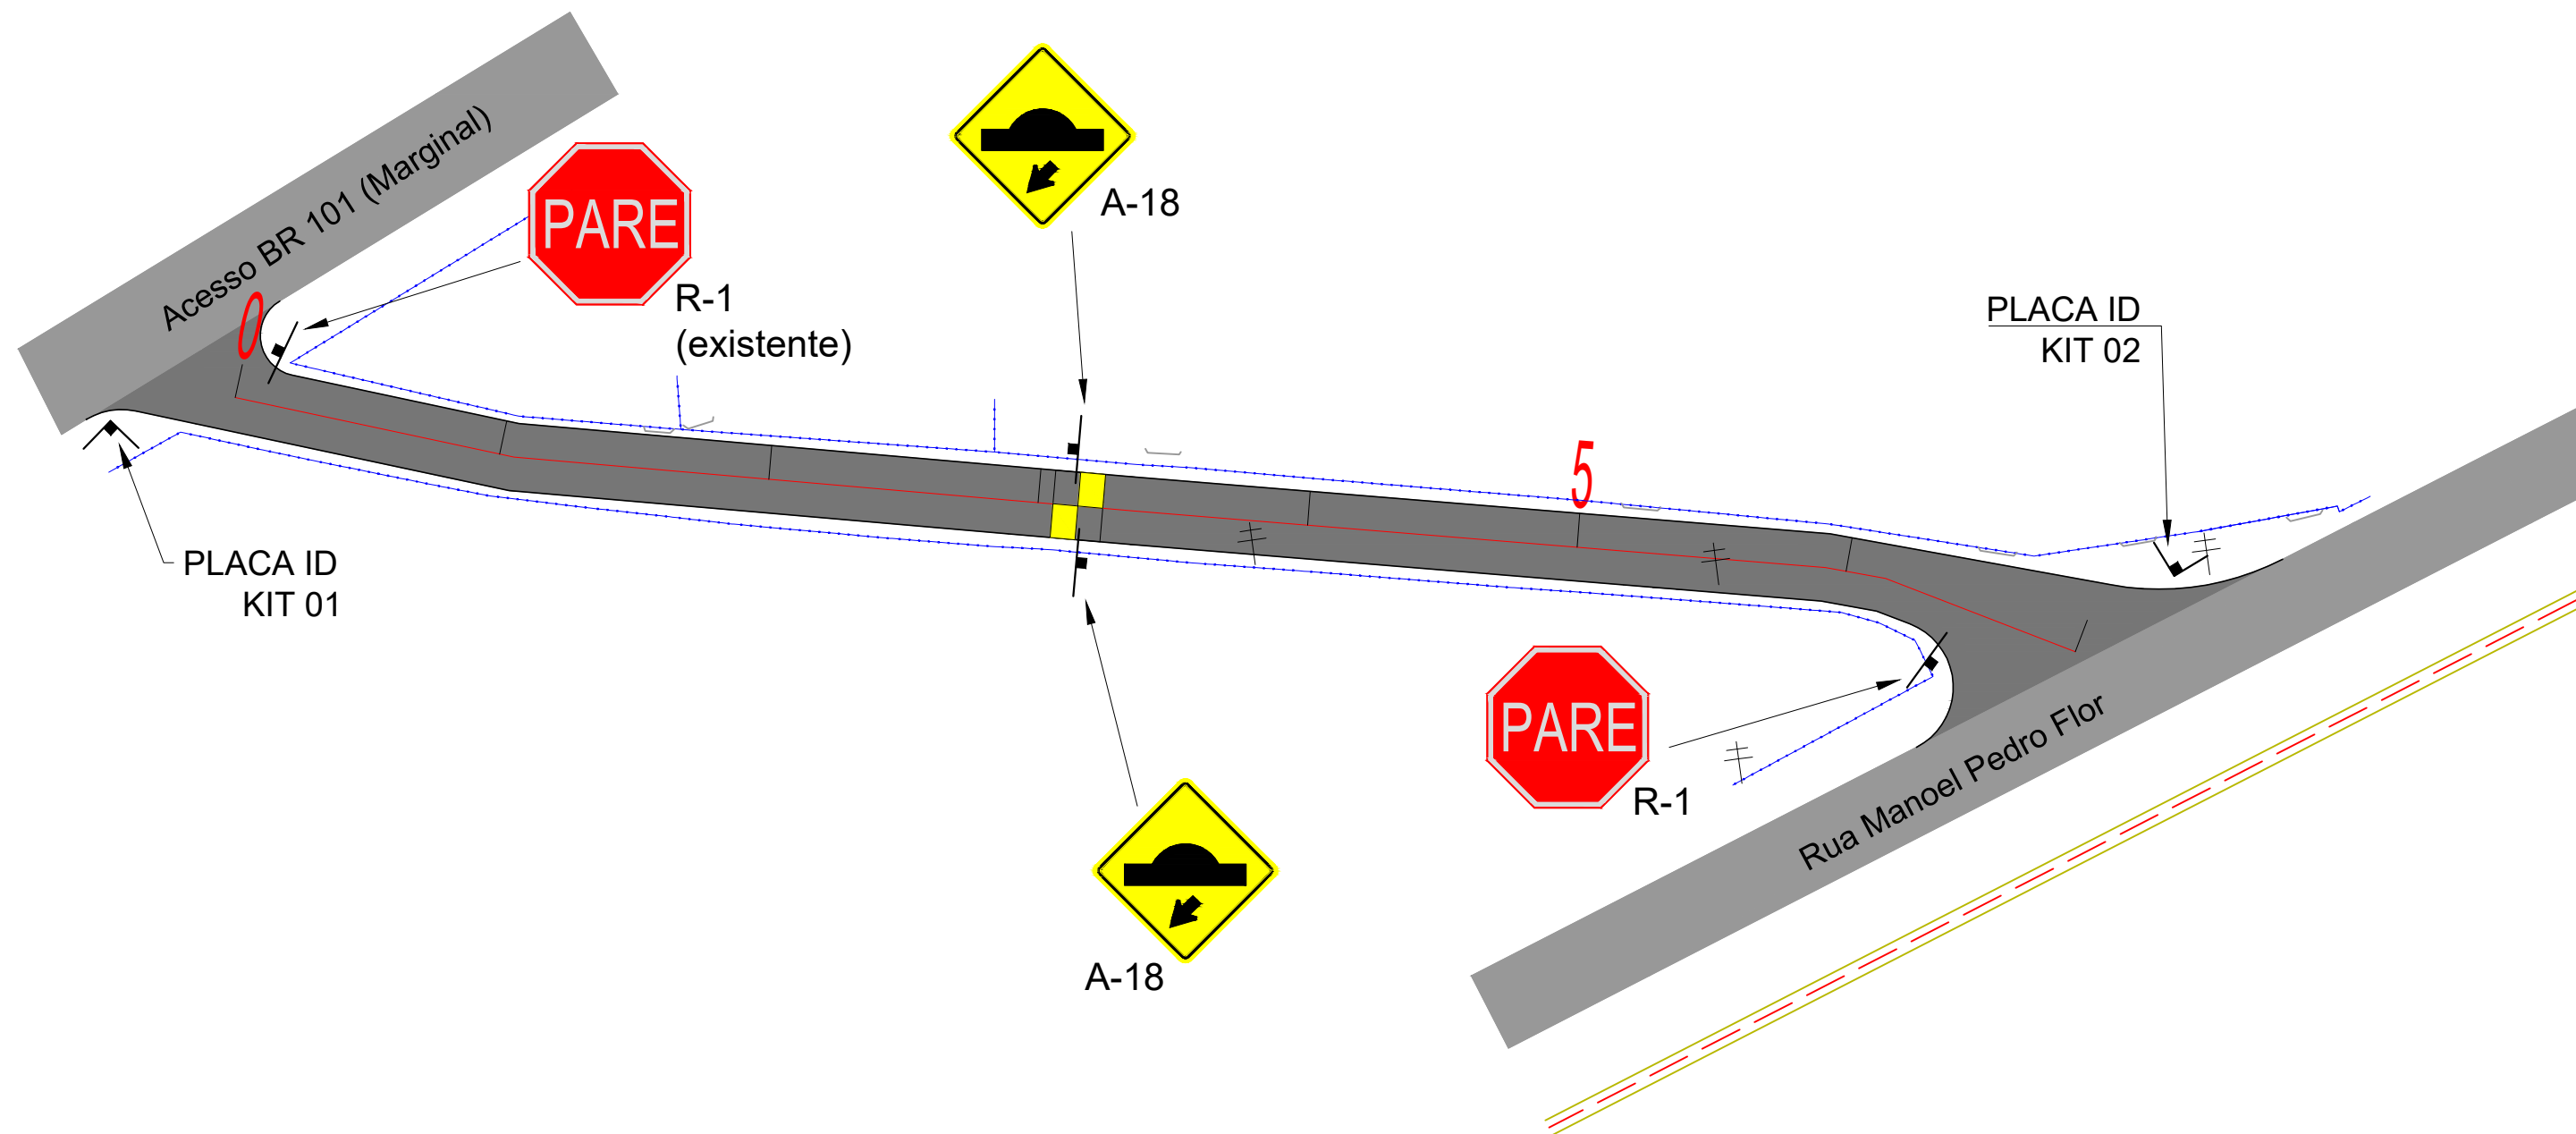 Acesso BR 101 (Marginal)
0
PARE
R-1
(existente)
A-18
PLACA ID
KIT 02
5
PLACA ID
KIT 01
PARE
R-1
Rua Manoel Pedro Flor
A-18